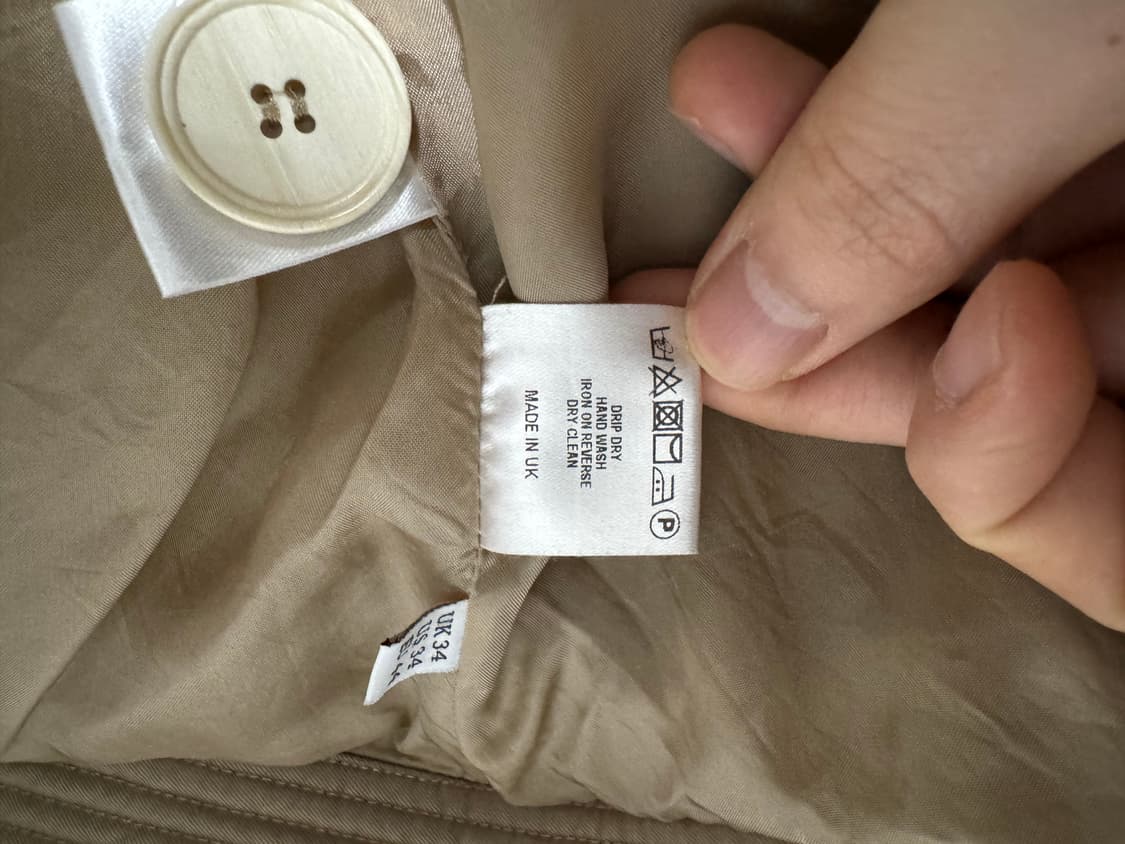 P
DRIP DRY
HAND WASH
IRON ON REVERSE
DRY CLEAN
MADE IN UK
UK 34
US 34